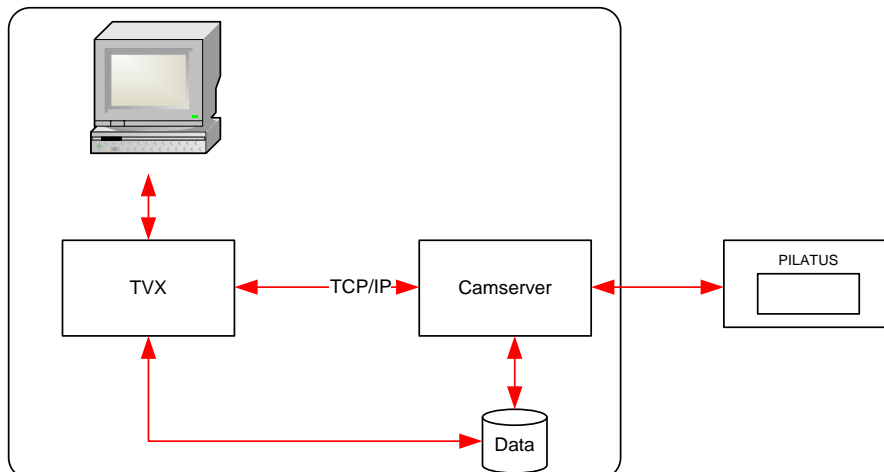 PILATUS
TVX
TCP/IP
Camserver
Data